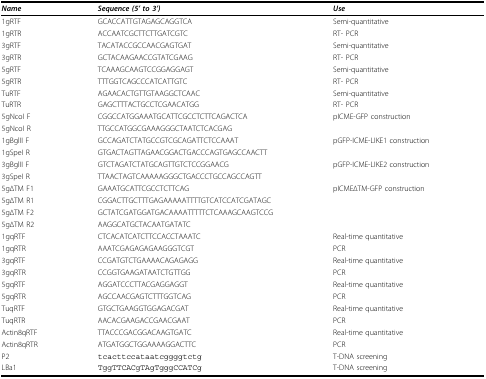 Name Sequence (5' to 3') Use
1gRTF GCACCATTGTAGAGCAGGTCA Semi-quantitative
1gRTR ACCAATCGCTTCTTGATCGTC RT- PCR
3gRTF TACATACCGCCAACGAGTGAT Semi-quantitative
3gRTR GCTACAAGAACCGTATCGAAG RT- PCR
5gRTF TCAAAGCAAGTCCGGAGGAGT Semi-quantitative
5gRTR TTTGGTCAGCCCATCATTGTC RT- PCR
TuRTF AGAACACTGTTGTAAGGCTCAAC Semi-quantitative
TuRTR GAGCTTTACTGCCTCGAACATGG RT- PCR
5gNcoI F CGGCCATGGAAATGCATTCGCCTCTTCAGACTCA pICME-GFP construction
5gNcoI R TTGCCATGGCGAAAGGGCTAATCTCACGAG
1gBglII F GCCAGATCTATGCCGTCGCAGATTCTCCAAAT pGFP-ICME-LIKE1 construction
1gSpeI R GTGACTAGTTAGAACGGACTGACCCAGTGAGCCAACTT
3gBglII F GTCTAGATCTATGCAGTTGTCTCCGGAACG pGFP-ICME-LIKE2 construction
3gSpeI R TTAACTAGTCAAAAAGGGCTGACCCTGCCAGCCAGTT
5gΔTM F1 GAAATGCATTCGCCTCTTCAG pICMEΔTM-GFP construction
5gΔTM R1 CGGACTTGCTTTGAGAAAAATTTTGTCATCCATCGATAGC
5gΔTM F2 GCTATCGATGGATGACAAAATTTTTCTCAAAGCAAGTCCG
5gΔTM R2 AAGGCATGCTACAATGATATC
1gqRTF CTCACATCATCTTCCACCTAAATC Real-time quantitative
1gqRTR AAATCGAGAGAGAAGGGTCGT PCR
3gqRTF CCGATGTCTGAAAACAGAGAGG Real-time quantitative
3gqRTR CCGGTGAAGATAATCTGTTGG PCR
5gqRTF AGGATCCCTTACGAGGAGGT Real-time quantitative
5gqRTR AGCCAACGAGTCTTTGGTCAG PCR
TuqRTF GTGCTGAAGGTGGAGACGAT Real-time quantitative
TuqRTR AACACGAAGACCGAACGAAT PCR
Actin8qRTF TTACCCGACGGACAAGTGATC Real-time quantitative
Actin8qRTR ATGATGGCTGGAAAAGGACTTC PCR
P2 tcacttccataatcggggtctg T-DNA screening
LBa1 TggTTCACgTAgTgggCCATCg T-DNA screening